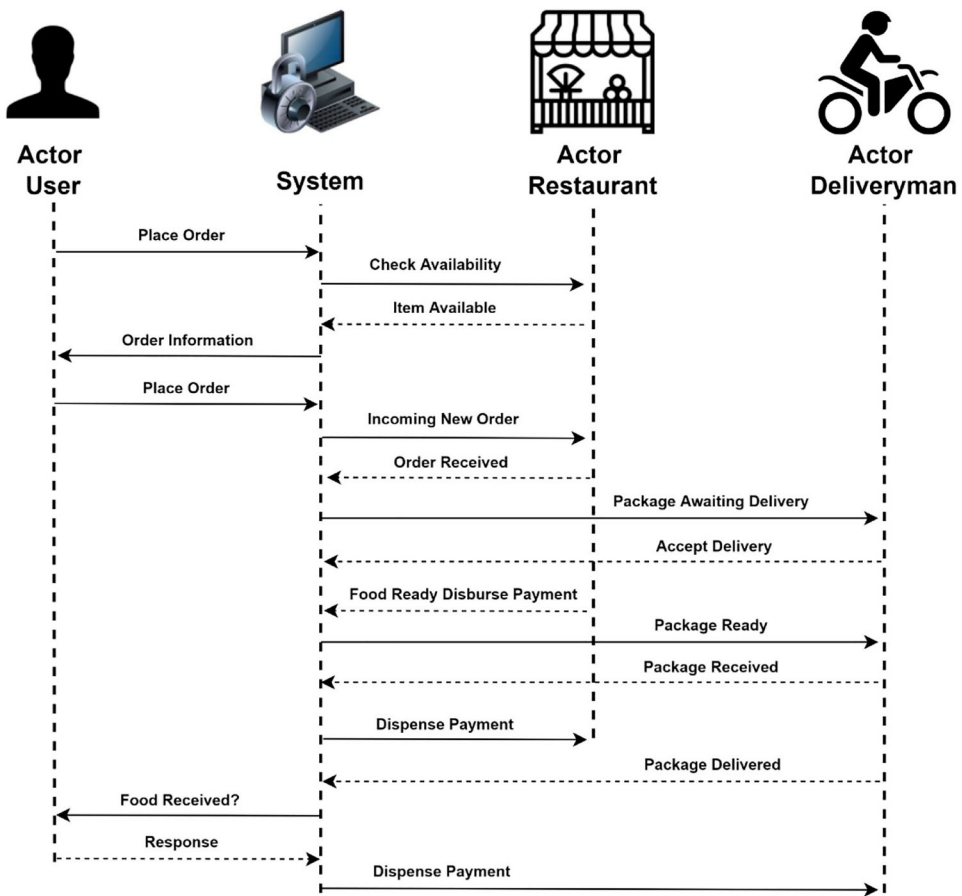 Actor
User
System
Actor
Restaurant
Actor
Deliveryman
Place Order
Check Availability
Item Available
Order Information
Place Order
Incoming New Order
Order Received
Package Awaiting Delivery
Accept Delivery
Food Ready Disburse Payment
Package Ready
Package Received
Dispense Payment
Package Delivered
Food Received?
Response
Dispense Payment